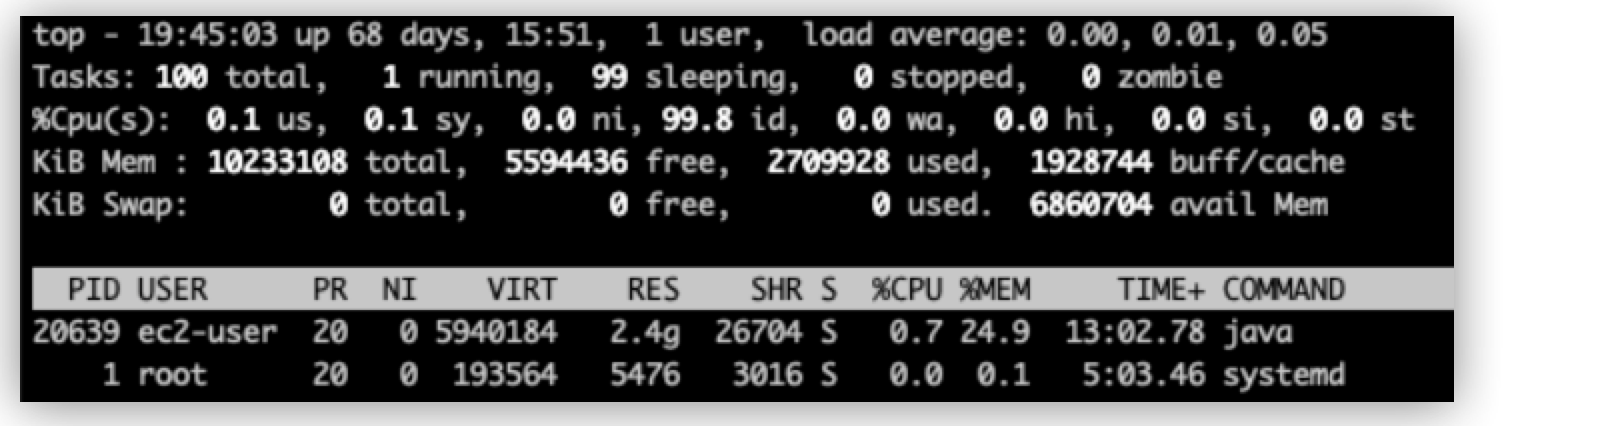 top - 19:45:03 up 68 days, 15:51,  1 user,  load average: 0.00, 0.01, 0.05
Tasks: 100 total,   1 running,  99 sleeping,   0 stopped,   0 zombie
%Cpu(s):  0.1 us,  0.1 sy,  0.0 ni, 99.8 id,  0.0 wa,  0.0 hi,  0.0 si,  0.0 st
KiB Mem : 10233108 total,  5594436 free,  2709928 used,  1928744 buff/cache
KiB Swap:        0 total,        0 free,        0 used.  6860704 avail Mem
  PID USER      PR  NI    VIRT    RES    SHR S  %CPU %MEM     TIME+ COMMAND
20639 ec2-user  20   0 5940184   2.4g  26704 S   0.7 24.9  13:02.78 java
    1 root      20   0  193564   5476   3016 S   0.0  0.1   5:03.46 systemd